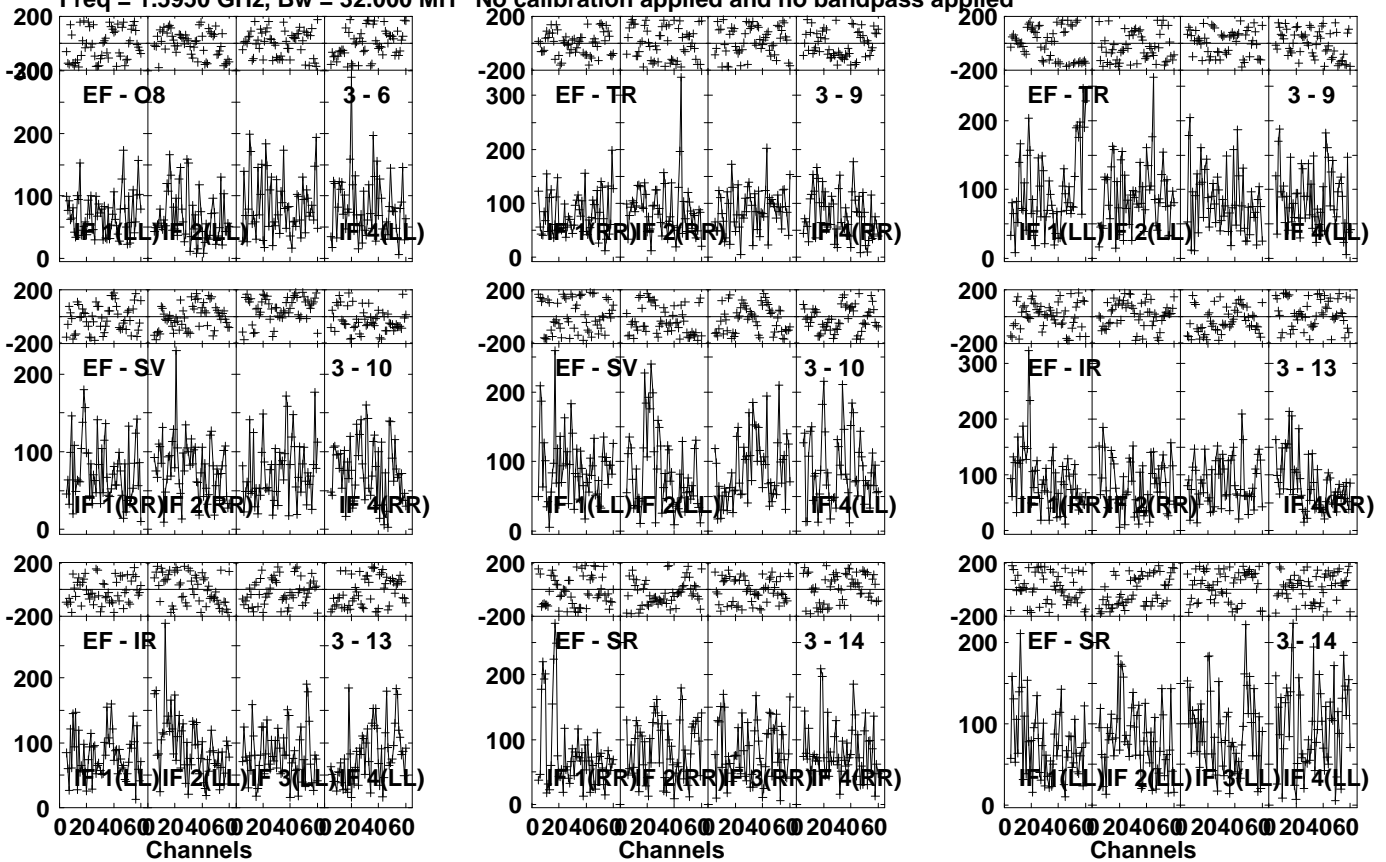 Freq = 1.5950 GHz, Bw = 32.000 MH No calibration applied and no bandpass applied
200
-200
300
EF - O8
3 - 6
200
100
0
IF 1(LL)
IF 2(LL)
IF 4(LL)
200
-200
300
EF - TR
3 - 9
200
100
0
IF 1(RR)
IF 2(RR)
IF 4(RR)
200
-200
EF - TR
3 - 9
200
100
0
IF 1(LL)
IF 2(LL)
IF 4(LL)
200
-200
EF - SV
3 - 10
200
100
0
IF 1(RR)
IF 2(RR)
IF 4(RR)
200
-200
EF - SV
3 - 10
200
100
0
IF 1(LL)
IF 2(LL)
IF 4(LL)
200
-200
300
EF - IR
3 - 13
200
100
0
IF 1(RR)
IF 2(RR)
IF 4(RR)
200
-200
EF - IR
3 - 13
200
100
0
IF 1(LL)
IF 2(LL)
IF 3(LL)
IF 4(LL)
0 20 40 60 0 20 40 60 0 20 40 60 0 20 40 60
Channels
200
-200
EF - SR
3 - 14
200
100
0
IF 1(RR)
IF 2(RR)
IF 3(RR)
IF 4(RR)
0 20 40 60 0 20 40 60 0 20 40 60 0 20 40 60
Channels
200
-200
EF - SR
3 - 14
200
100
0
IF 1(LL)
IF 2(LL)
IF 3(LL)
IF 4(LL)
0 20 40 60 0 20 40 60 0 20 40 60 0 20 40 60
Channels